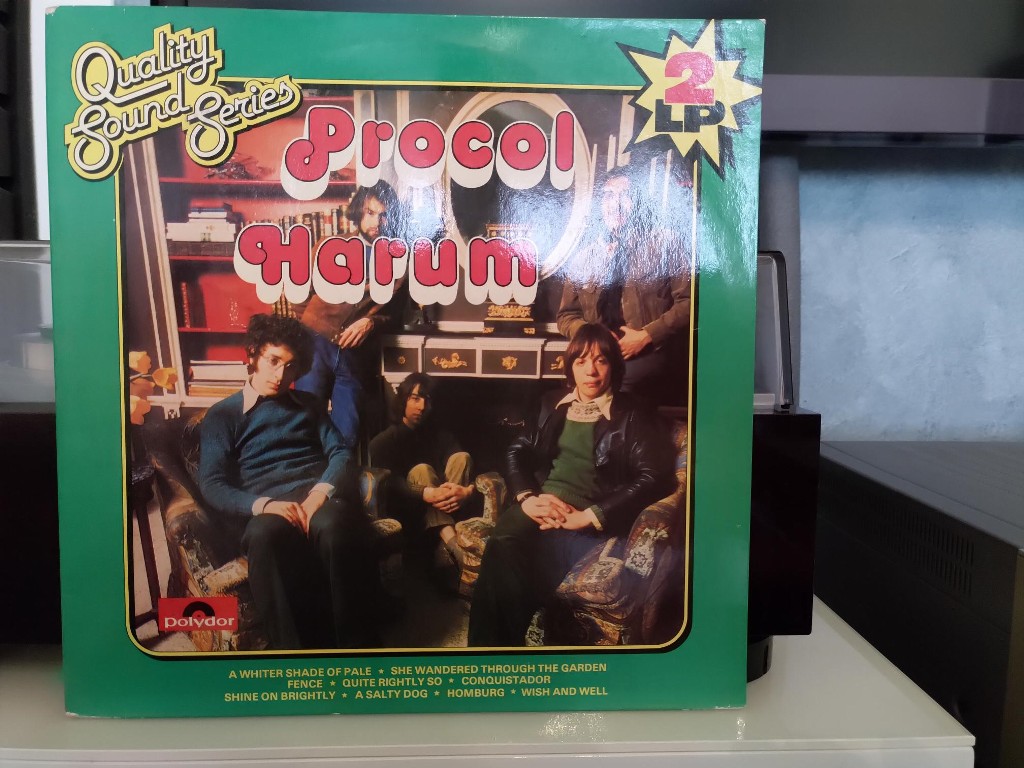 Quality
Sound Series
2
LP
Procol
Harum
polydor
A WHITER SHADE OF PALE ★ SHE WANDERED THROUGH THE GARDEN
FENCE ★ QUITE RIGHTLY SO ★ CONQUISTADOR
SHINE ON BRIGHTLY ★ A SALTY DOG ★ HOMBURG ★ WISH AND WELL